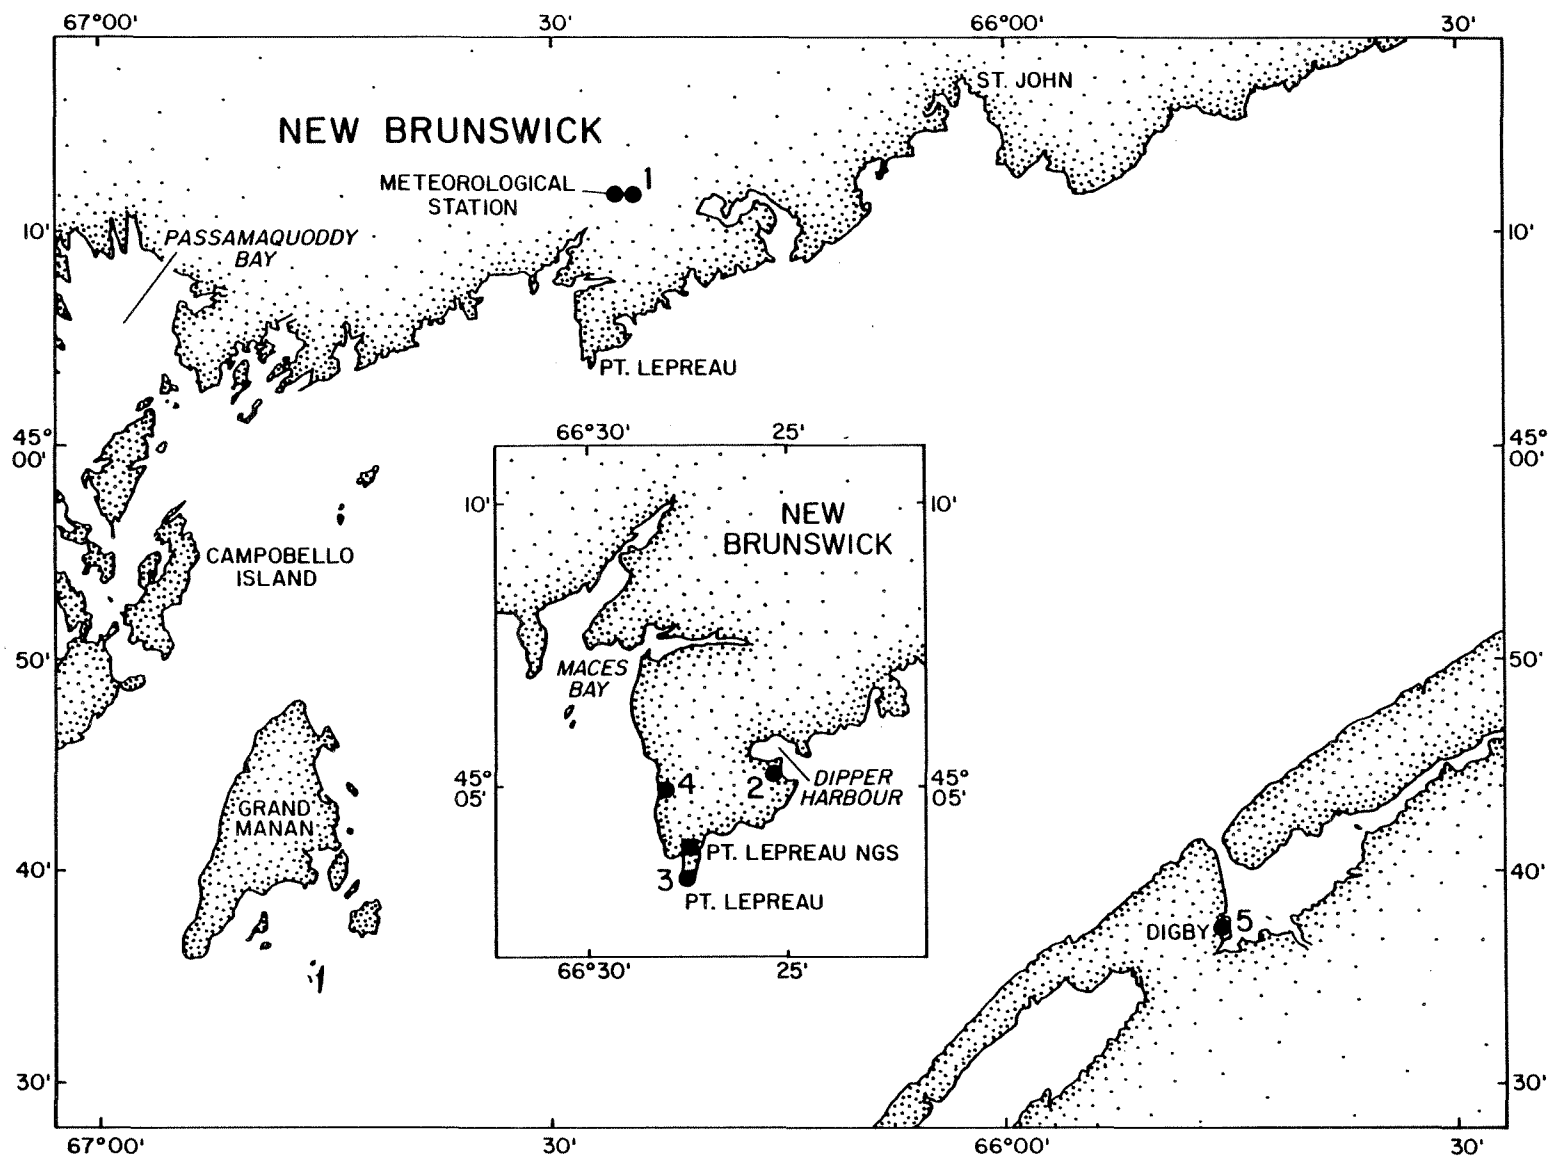 67°00'
30'
66°00'
30'
ST. JOHN
NEW BRUNSWICK
METEOROLOGICAL
STATION
1
10'
10'
PASSAMAQUODDY
BAY
PT. LEPREAU
45°
00'
45°
00'
66°30'
25'
10'
10'
NEW
BRUNSWICK
CAMPOBELLO
ISLAND
50'
50'
MACES
BAY
45°
05'
4
2
DIPPER
HARBOUR
45°
05'
GRAND
MANAN
PT. LEPREAU NGS
3
PT. LEPREAU
40'
40'
DIGBY
5
66°30'
25'
30'
30'
67°00'
30'
66°00'
30'